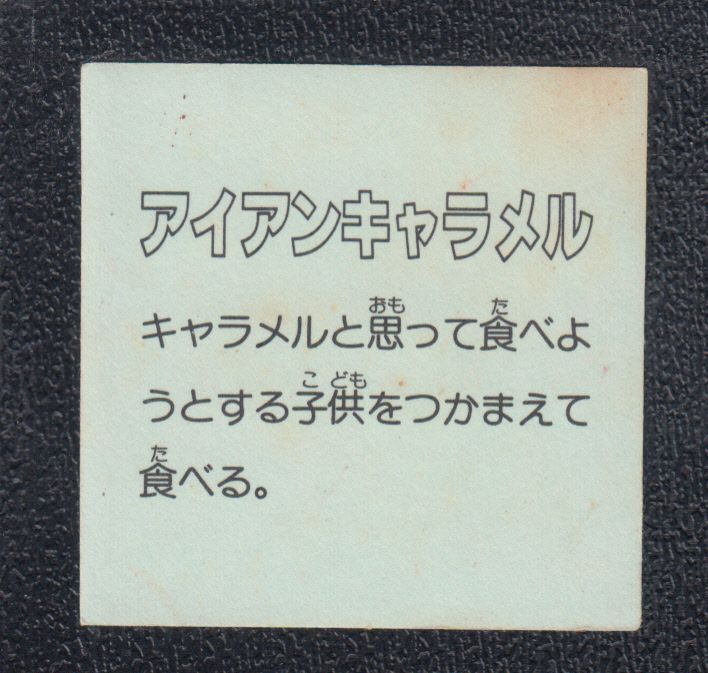 アイアンキャラメル
キャラメルと思って食べよ
うとする子供をつかまえて
食べる。